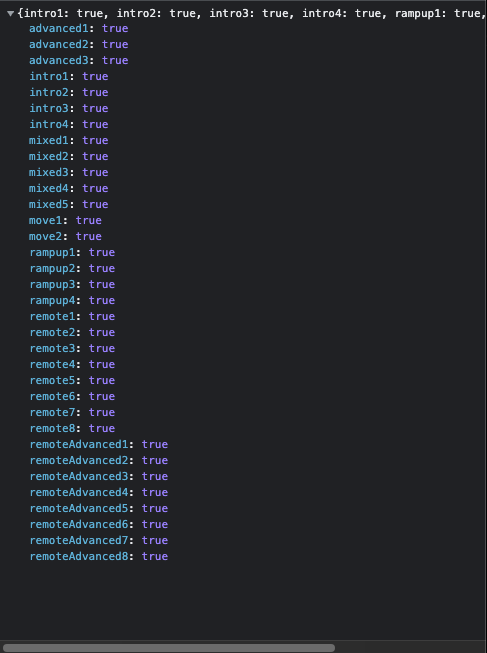 {intro1: true, intro2: true, intro3: true, intro4: true, rampup1: true,
advanced1: true
advanced2: true
advanced3: true
intro1: true
intro2: true
intro3: true
intro4: true
mixed1: true
mixed2: true
mixed3: true
mixed4: true
mixed5: true
move1: true
move2: true
rampup1: true
rampup2: true
rampup3: true
rampup4: true
remote1: true
remote2: true
remote3: true
remote4: true
remote5: true
remote6: true
remote7: true
remote8: true
remoteAdvanced1: true
remoteAdvanced2: true
remoteAdvanced3: true
remoteAdvanced4: true
remoteAdvanced5: true
remoteAdvanced6: true
remoteAdvanced7: true
remoteAdvanced8: true